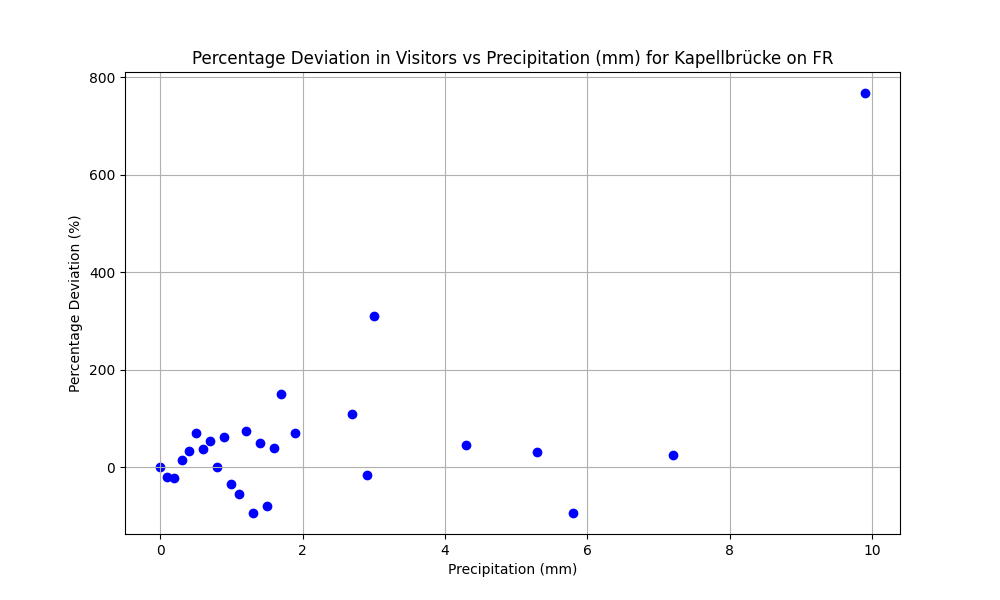 Percentage Deviation in Visitors vs Precipitation (mm) for Kapellbrücke on FR
800
600
400
200
0
Percentage Deviation (%)
0 2 4 6 8 10
Precipitation (mm)